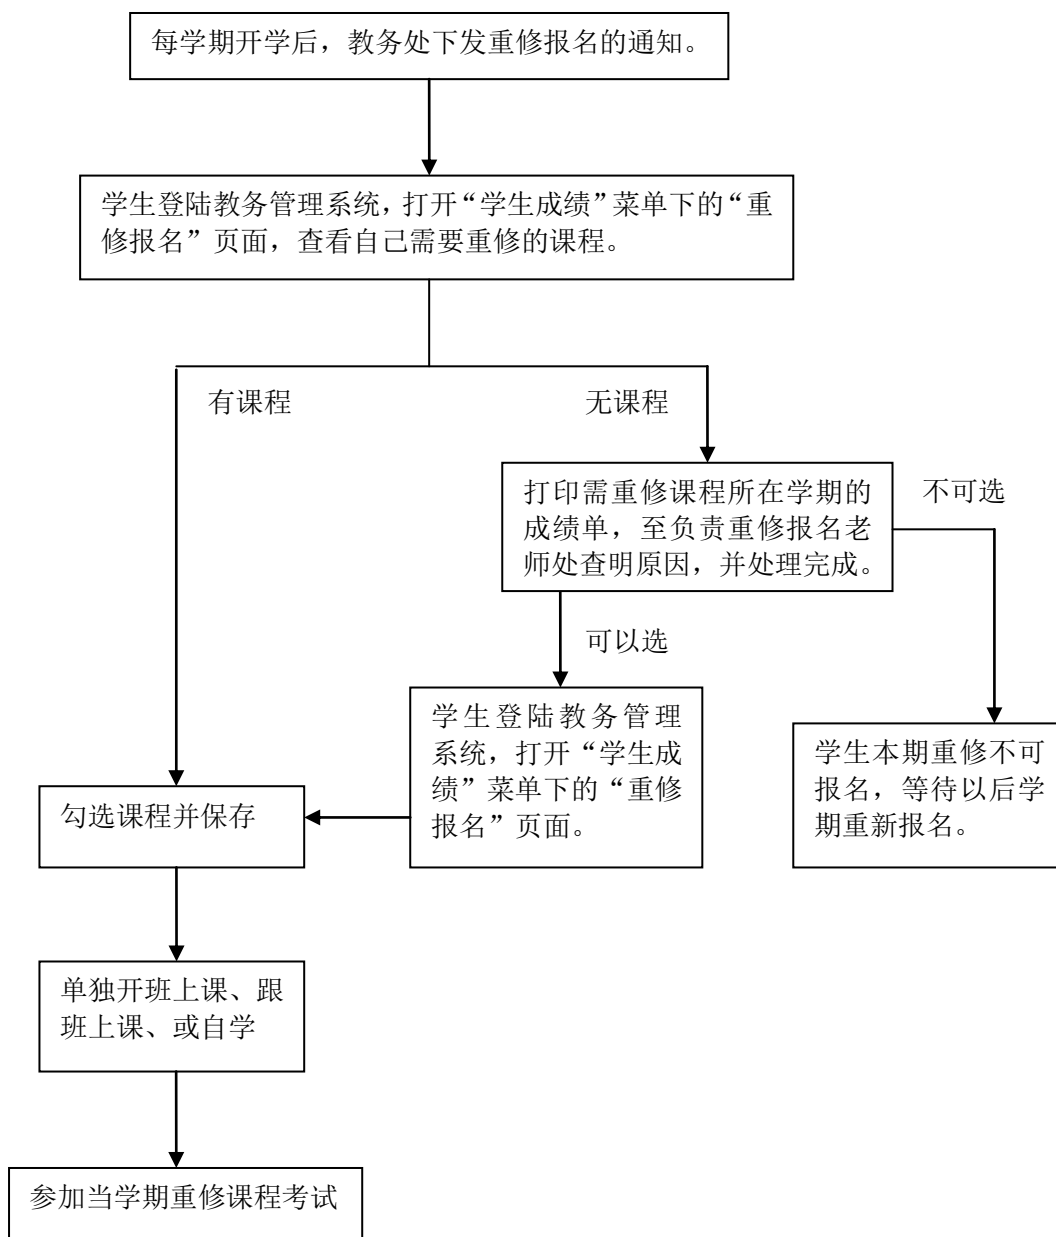 每学期开学后，教务处下发重修报名的通知。
学生登陆教务管理系统，打开“学生成绩”菜单下的“重
修报名”页面，查看自己需要重修的课程。
有课程
无课程
打印需重修课程所在学期的
成绩单，至负责重修报名老
师处查明原因，并处理完成。
不可选
可以选
学生登陆教务管理
系统，打开“学生成
绩”菜单下的“重修
报名”页面。
学生本期重修不可
报名，等待以后学
期重新报名。
勾选课程并保存
单独开班上课、跟
班上课、或自学
参加当学期重修课程考试